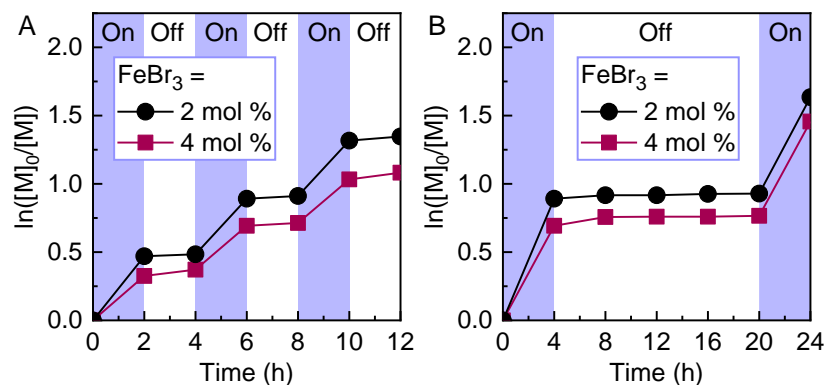 A
On Off On Off On Off
FeBr3 =
2 mol %
4 mol %
ln([M]0/[M])
2.0
1.5
1.0
0.5
0.0
0 2 4 6 8 10 12
Time (h)
B
On Off On
FeBr3 =
2 mol %
4 mol %
ln([M]0/[M])
2.0
1.5
1.0
0.5
0.0
0 4 8 12 16 20 24
Time (h)